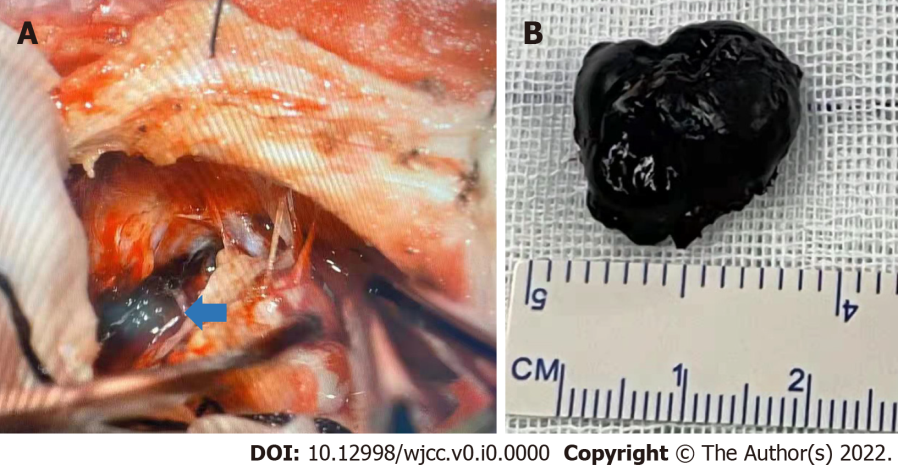 A
B
5
4
CM
1
2
DOI: 10.12998/wjcc.v0.i0.0000 Copyright © The Author(s) 2022.